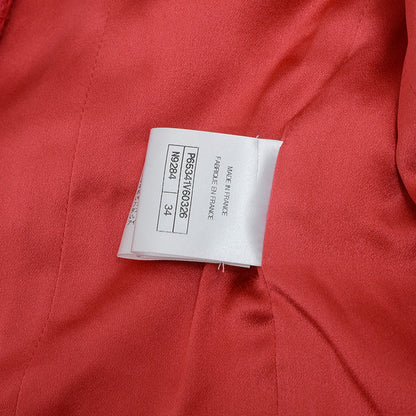 MADE IN FRANCE
FABRIQUE EN FRANCE
P65341V60326
N9284 34